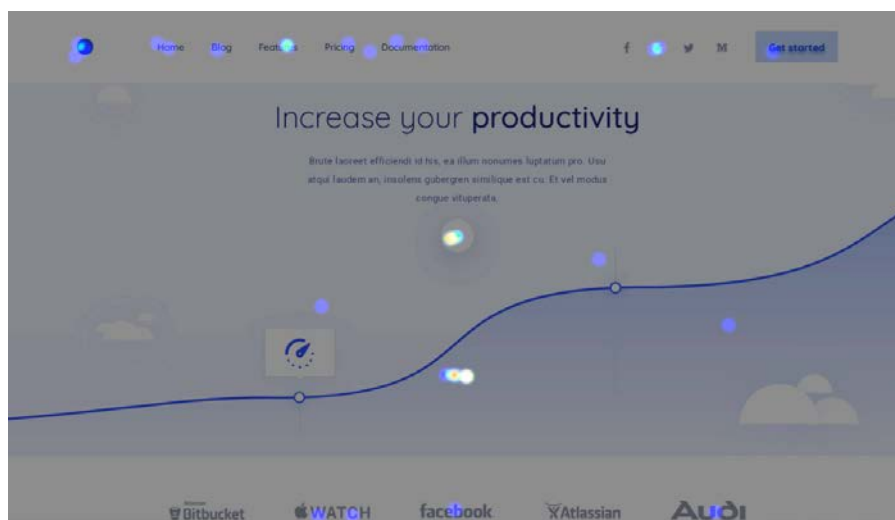 Home Blog Features Pricing Documentation Get started
Increase your productivity
Brute laoreet efficiendi id his, ea illum nonumes luptatum pro. Usu
atqui laudem an, insolens gubergren similique est cu. Et vel modus
congue vituperata.
Bitbucket WATCH facebook Atlassian Audi